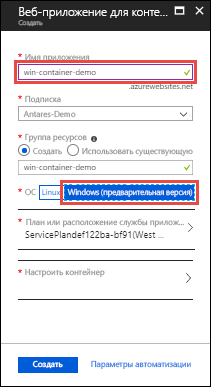 Веб-приложение для конте...
Создать
* Имя приложения
win-container-demo
.azurewebsites.net
* Подписка
Antares-Demo
* Группа ресурсов
Создать Использовать существующую
win-container-demo
* ОС Linux Windows (предварительная версия)
* План или расположение службы прилож...
ServicePlandef122ba-bf91(West ...
* Настроить контейнер
Создать Параметры автоматизации